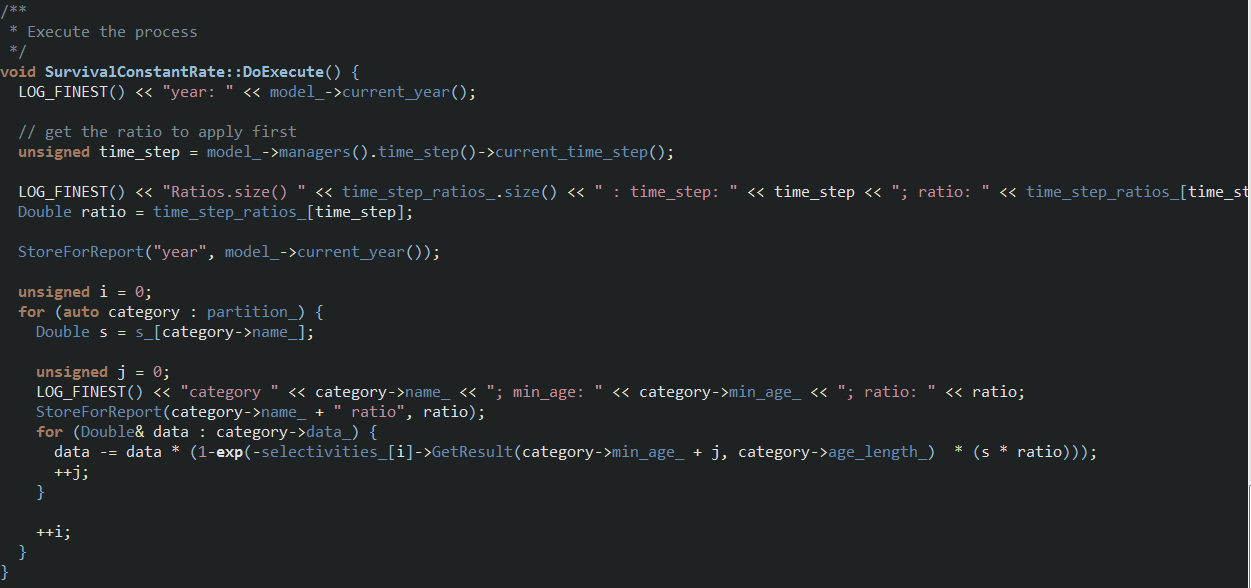 /**
 * Execute the process
 */
void SurvivalConstantRate::DoExecute() {
  LOG_FINEST() << "year: " << model_->current_year();

  // get the ratio to apply first
  unsigned time_step = model_->managers().time_step()->current_time_step();

  LOG_FINEST() << "Ratios.size() " << time_step_ratios_.size() << " : time_step: " << time_step << "; ratio: " << time_step_ratios_[time_st
  Double ratio = time_step_ratios_[time_step];

  StoreForReport("year", model_->current_year());

  unsigned i = 0;
  for (auto category : partition_) {
    Double s = s_[category->name_];

    unsigned j = 0;
    LOG_FINEST() << "category " << category->name_ << "; min_age: " << category->min_age_ << "; ratio: " << ratio;
    StoreForReport(category->name_ + " ratio", ratio);
    for (Double& data : category->data_) {
      data -= data * (1-exp(-selectivities_[i]->GetResult(category->min_age_ + j, category->age_length_)  * (s * ratio)));
      ++j;
    }

    ++i;
  }
}